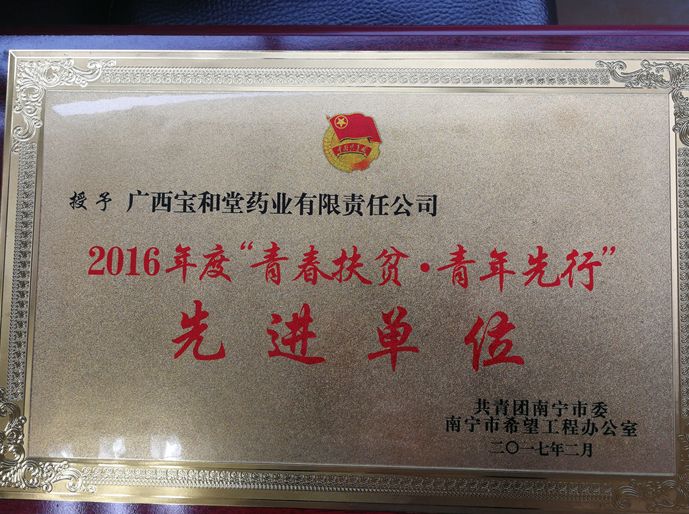 授予 广西宝和堂药业有限责任公司
2016年度“青春扶贫·青年先行”
先进单位
共青团南宁市委
南宁市希望工程办公室
二〇一七年二月